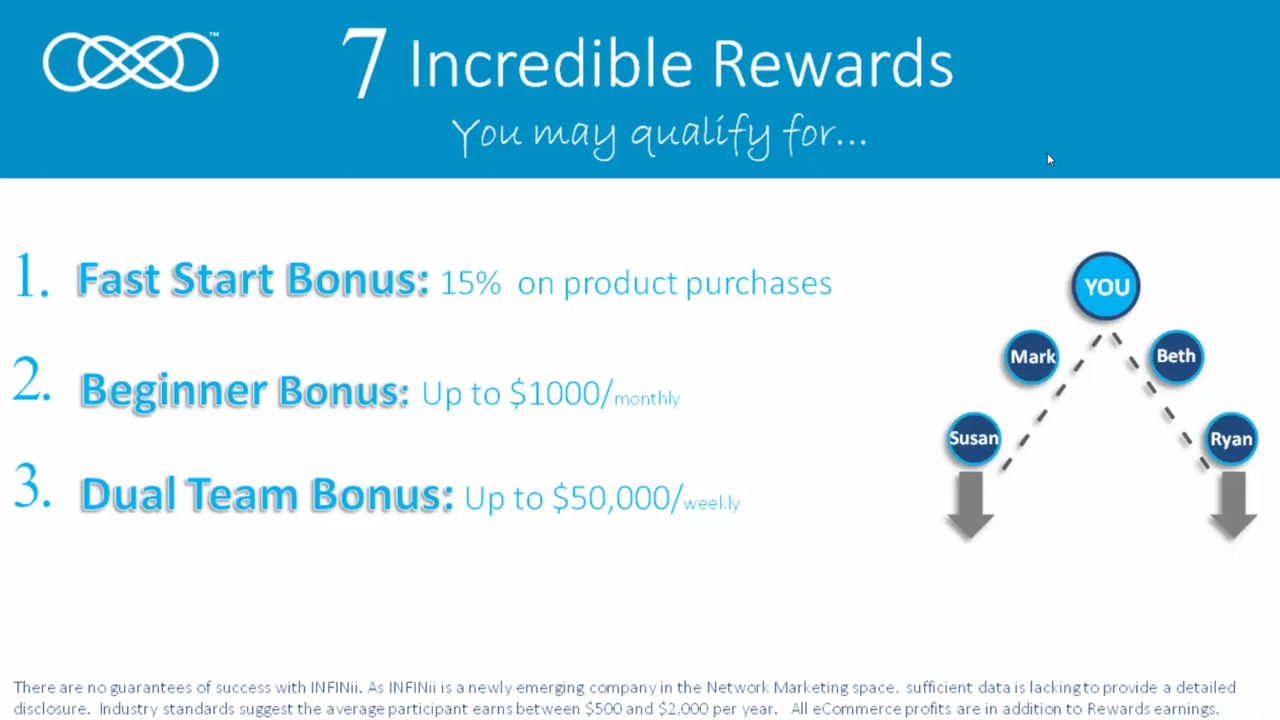 7 Incredible Rewards
You may qualify for...
1. Fast Start Bonus: 15% on product purchases
2. Beginner Bonus: Up to $1000/monthly
3. Dual Team Bonus: Up to $50,000/weekly
YOU
Mark
Beth
Susan
Ryan
There are no guarantees of success with INFINii. As INFINii is a newly emerging company in the Network Marketing space, sufficient data is lacking to provide a detailed
disclosure. Industry standards suggest the average participant earns between $500 and $2,000 per year. All eCommerce profits are in addition to Rewards earnings.
TM